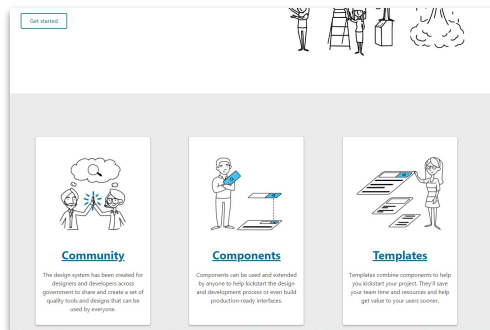 Get started
Community
Components
Templates
The design system has been created for
designers and developers across
government to share and create a set of
quality tools and designs that can be
used by everyone.
Components can be used and extended
by anyone to help kickstart the design
and development process or even build
production-ready interfaces.
Templates combine components to help
you kickstart your project. They'll save
your team time and resources and help
get value to your users sooner.